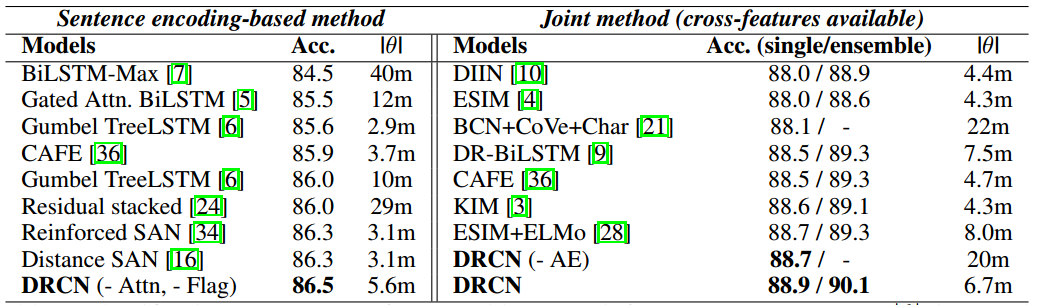 Sentence encoding-based method Joint method (cross-features available)
Models Acc. |θ| Models Acc. (single/ensemble) |θ|
BiLSTM-Max [7] 84.5 40m DIIN [10] 88.0 / 88.9 4.4m
Gated Attn. BiLSTM [5] 85.5 12m ESIM [4] 88.0 / 88.6 4.3m
Gumbel TreeLSTM [6] 85.6 2.9m BCN+CoVe+Char [21] 88.1 / - 22m
CAFE [36] 85.9 3.7m DR-BiLSTM [9] 88.5 / 89.3 7.5m
Gumbel TreeLSTM [6] 86.0 10m CAFE [36] 88.5 / 89.3 4.7m
Residual stacked [24] 86.0 29m KIM [3] 88.6 / 89.1 4.3m
Reinforced SAN [34] 86.3 3.1m ESIM+ELMo [28] 88.7 / 89.3 8.0m
Distance SAN [16] 86.3 3.1m DRCN (- AE) 88.7 / - 20m
DRCN (- Attn, - Flag) 86.5 5.6m DRCN 88.9 / 90.1 6.7m